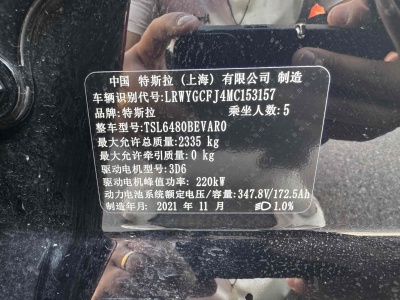 中国 特斯拉（上海）有限公司 制造
车辆识别代号: LRWYGCFJ4MC153157
品牌: 特斯拉 乘坐人数: 5
整车型号: TSL6480BEVAR0
最大允许总质量: 2335 kg
最大允许牵引质量: 0 kg
驱动电机型号: 3D6
驱动电机峰值功率: 220kW
动力电池系统额定电压/容量: 347.8V/172.5Ah
制造年月: 2021 年 11 月 1.0%